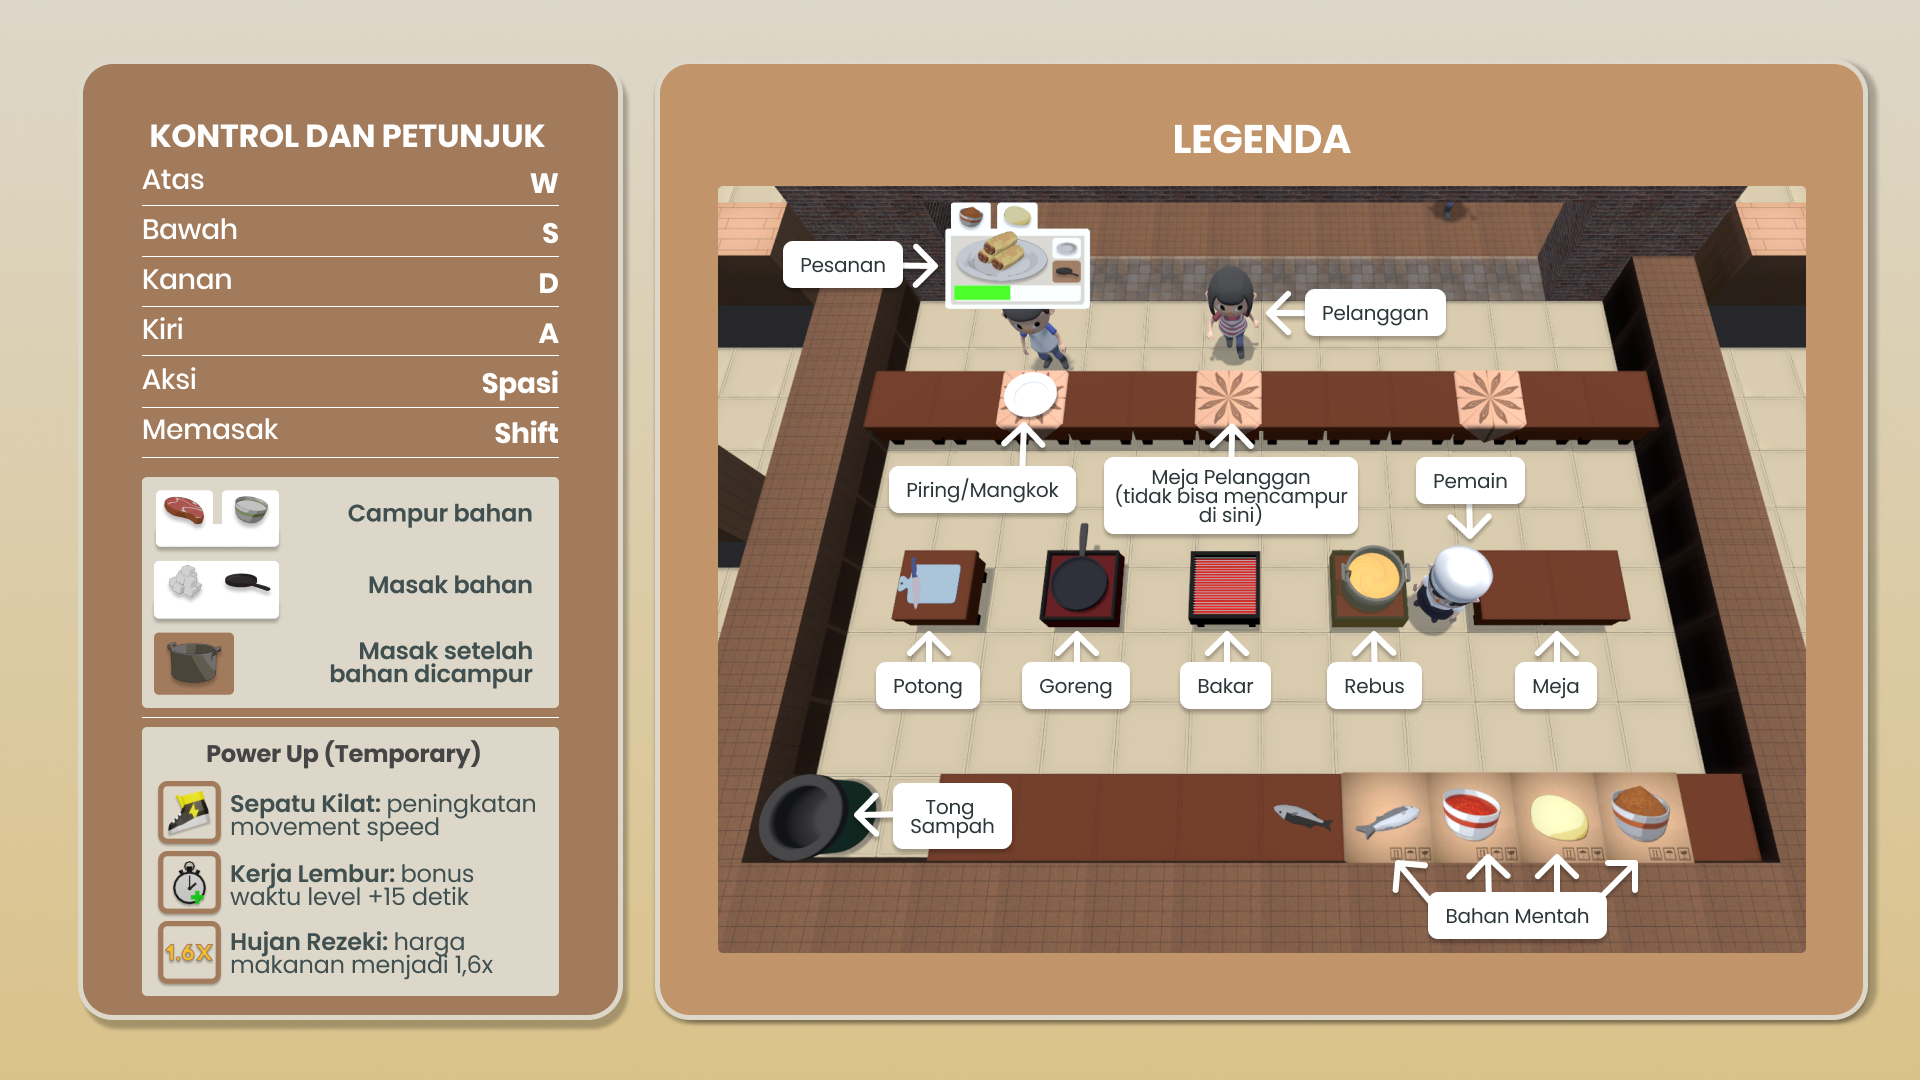 KONTROL DAN PETUNJUK
Atas W
Bawah S
Kanan D
Kiri A
Aksi Spasi
Memasak Shift
Campur bahan
Masak bahan
Masak setelah
bahan dicampur
Power Up (Temporary)
Sepatu Kilat: peningkatan
movement speed
Kerja Lembur: bonus
waktu level +15 detik
1.6X
Hujan Rezeki: harga
makanan menjadi 1,6x
LEGENDA
Pesanan
Pelanggan
Piring/Mangkok
Meja Pelanggan
(tidak bisa mencampur
di sini)
Pemain
Potong
Goreng
Bakar
Rebus
Meja
Tong
Sampah
Bahan Mentah